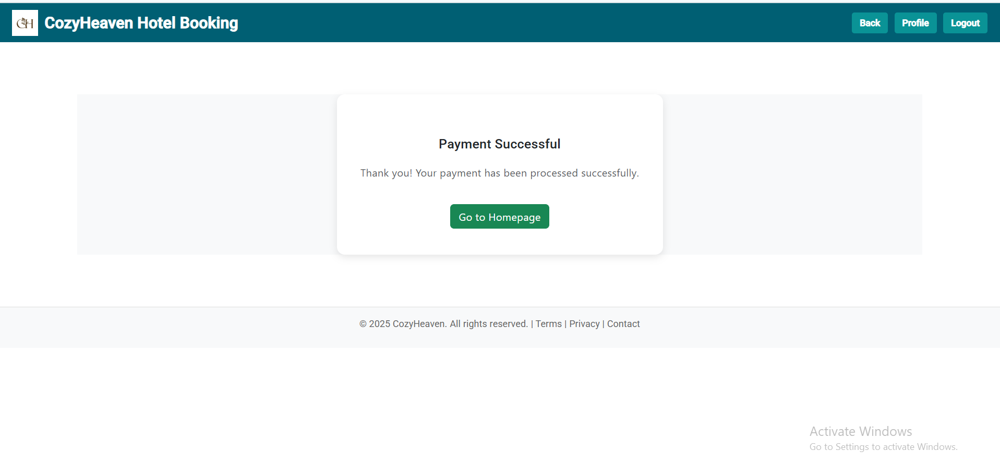 CH CozyHeaven Hotel Booking Back Profile Logout
Payment Successful
Thank you! Your payment has been processed successfully.
Go to Homepage
© 2025 CozyHeaven. All rights reserved. | Terms | Privacy | Contact
Activate Windows
Go to Settings to activate Windows.